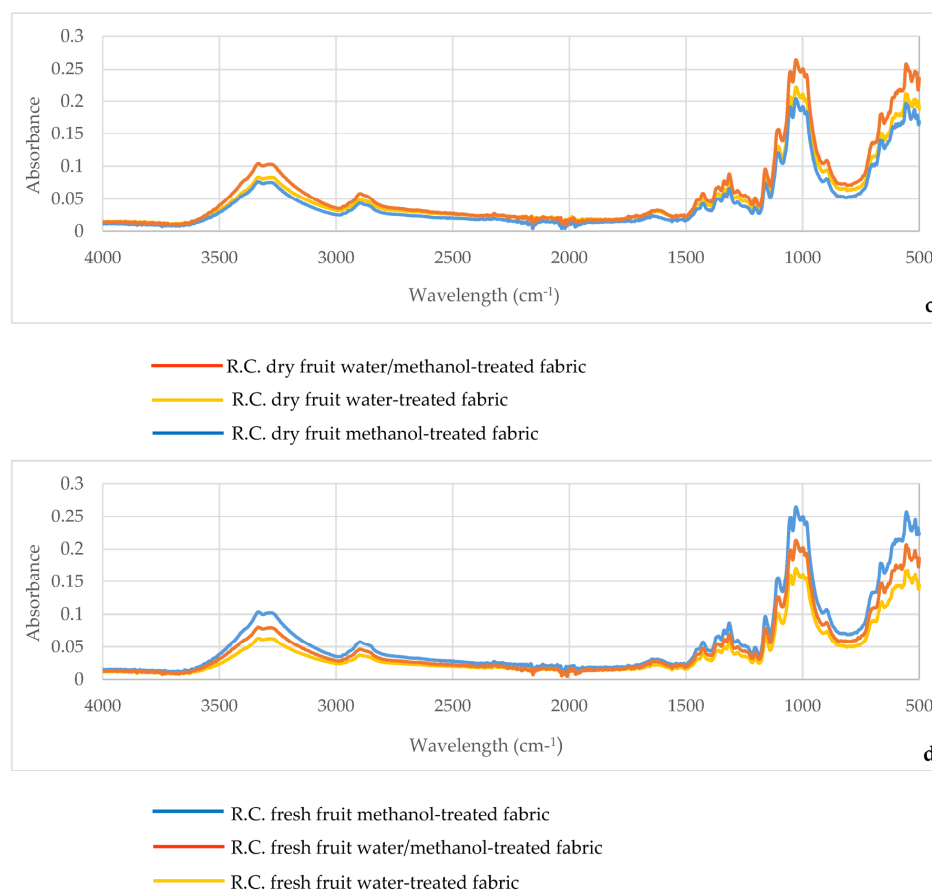 0.3
0.25
0.2
0.15
0.1
0.05
0
Absorbance
4000 3500 3000 2500 2000 1500 1000 500
Wavelength (cm-1)
c
R.C. dry fruit water/methanol-treated fabric
R.C. dry fruit water-treated fabric
R.C. dry fruit methanol-treated fabric
0.3
0.25
0.2
0.15
0.1
0.05
0
Absorbance
4000 3500 3000 2500 2000 1500 1000 500
Wavelength (cm-1)
d
R.C. fresh fruit methanol-treated fabric
R.C. fresh fruit water/methanol-treated fabric
R.C. fresh fruit water-treated fabric